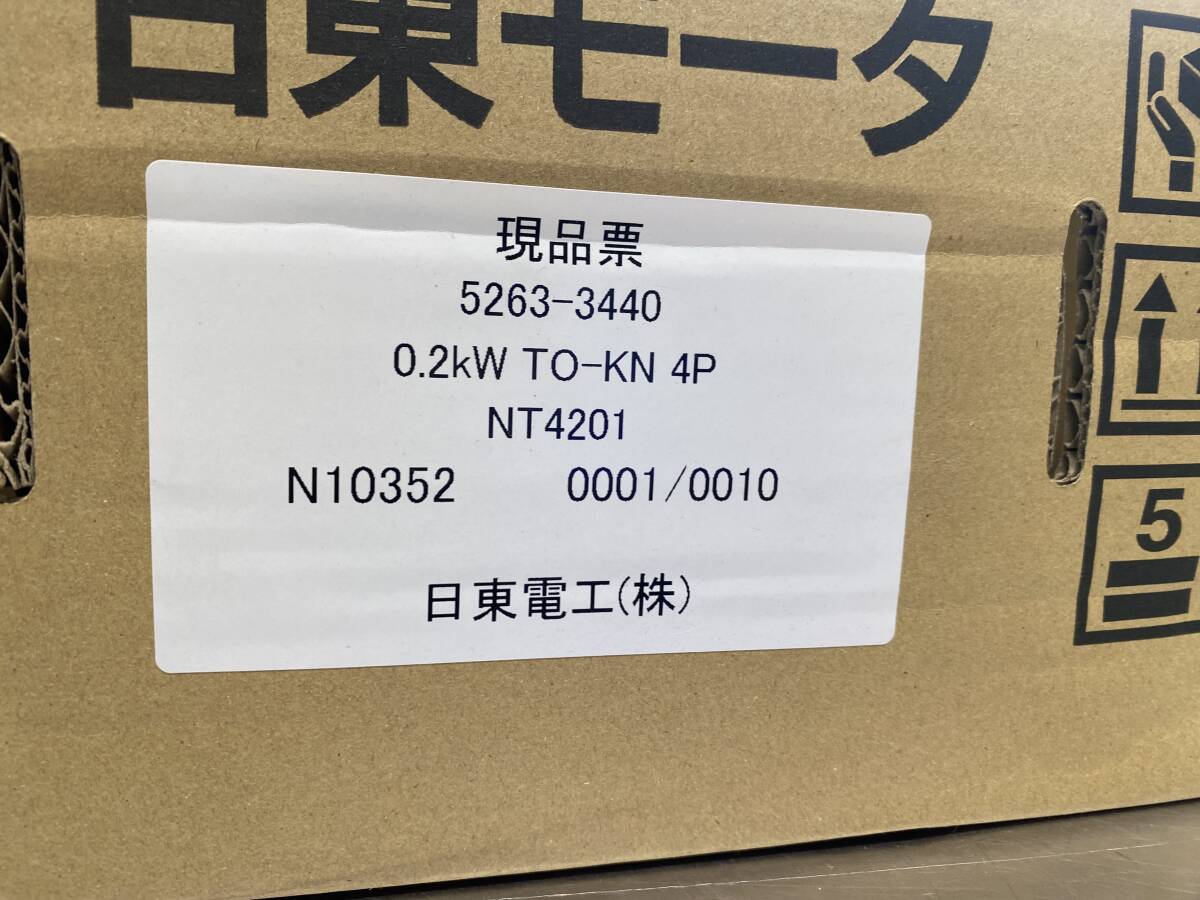 日東モータ
現品票
5263-3440
0.2kW TO-KN 4P
NT4201
N10352 0001/0010
日東電工(株)
5